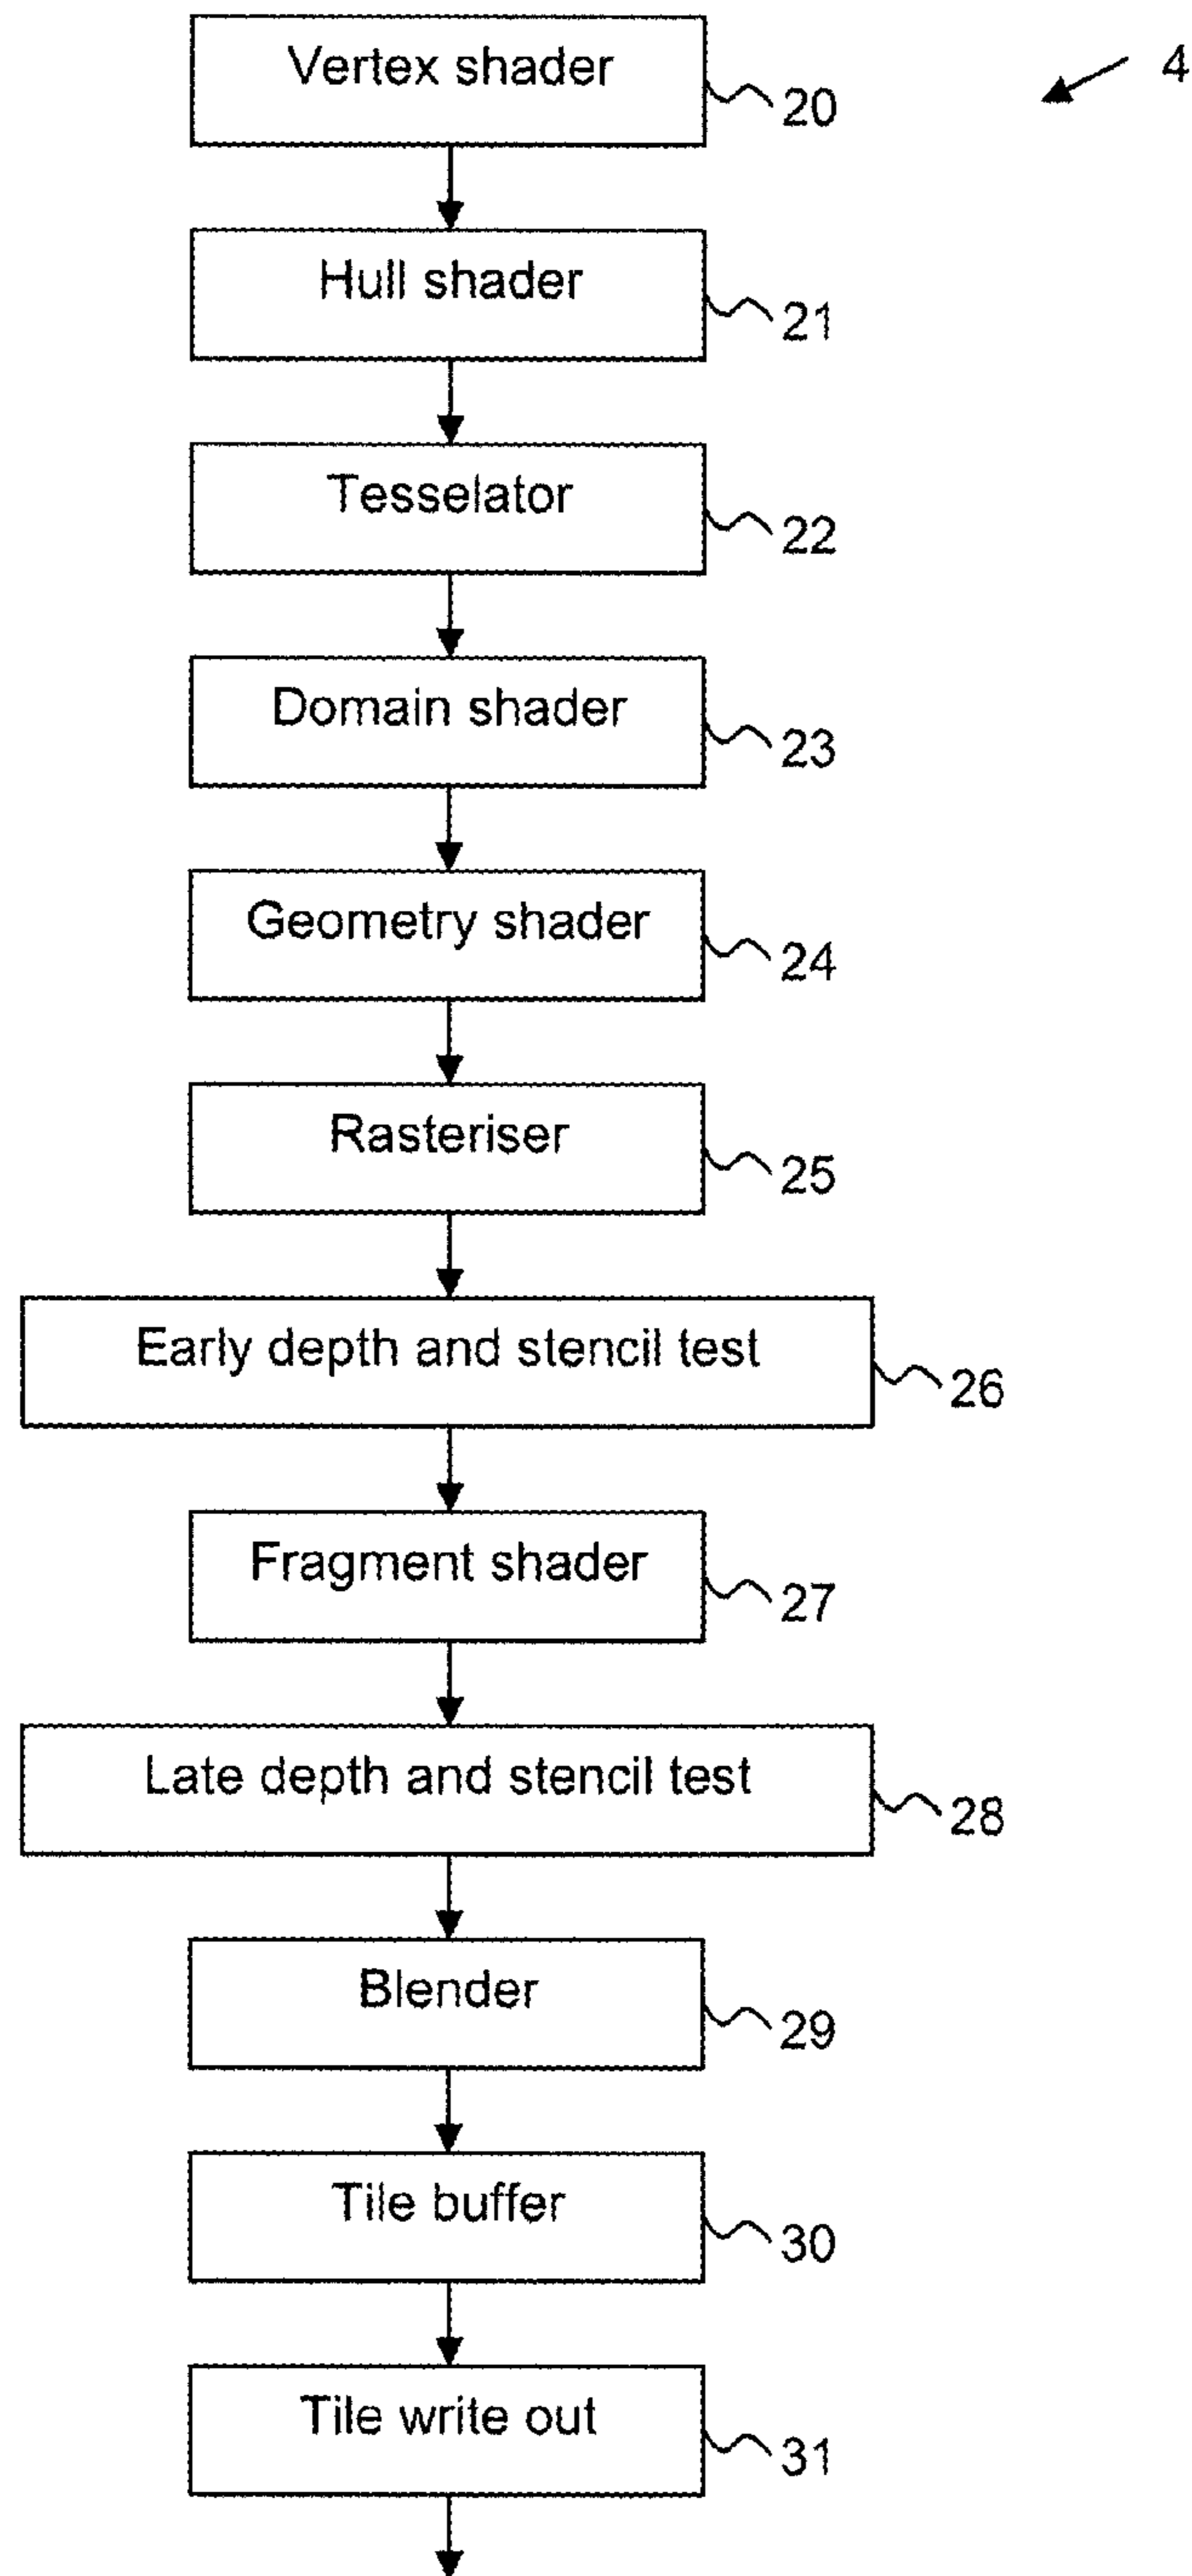 Vertex shader
20
4
Hull shader
21
Tesselator
22
Domain shader
23
Geometry shader
24
Rasteriser
25
Early depth and stencil test
26
Fragment shader
27
Late depth and stencil test
28
Blender
29
Tile buffer
30
Tile write out
31